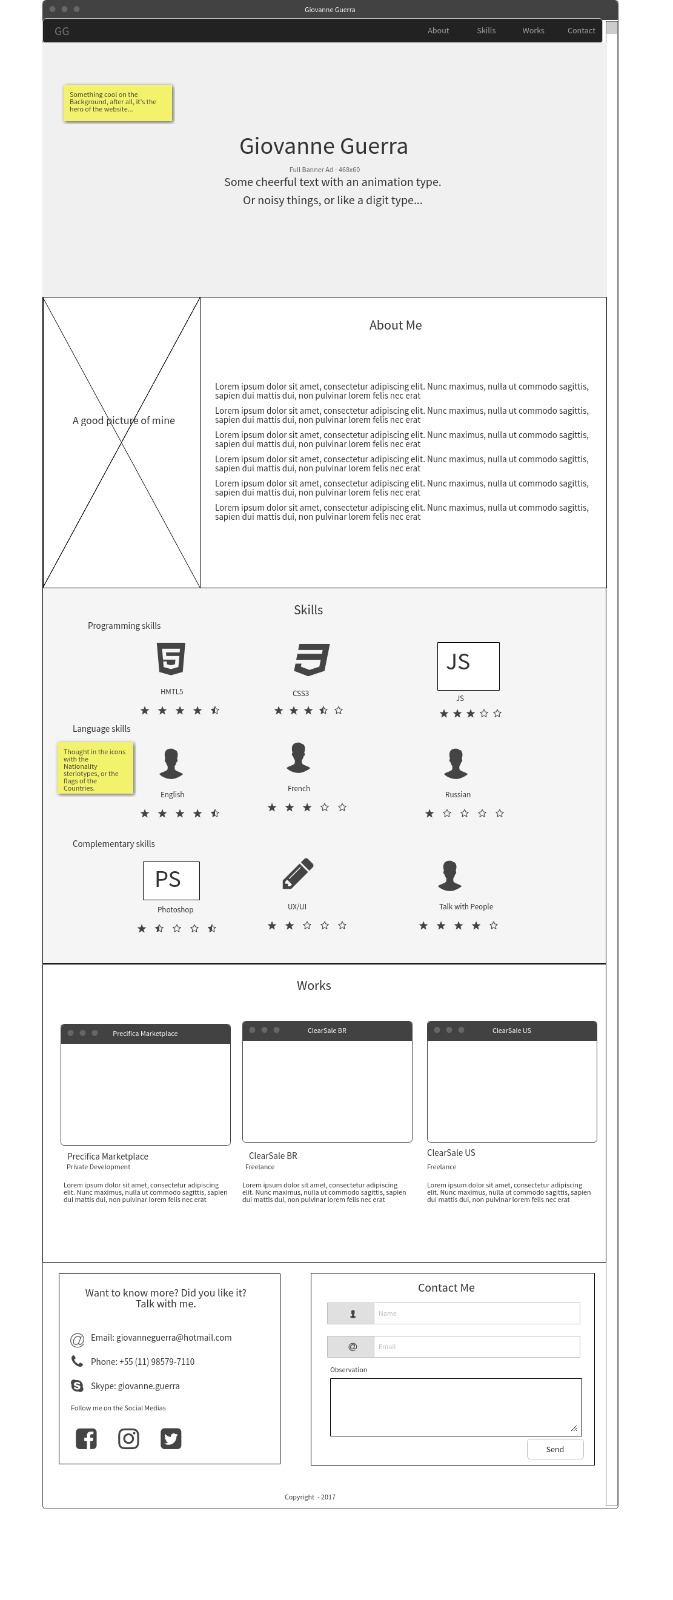 Giovanne Guerra
GG
About Skills Works Contact
Something cool on the
Background, after all, it's the
hero of the website...
Giovanne Guerra
Full Banner Ad - 468x60
Some cheerful text with an animation type.
Or noisy things, or like a digit type...
A good picture of mine
About Me
Lorem ipsum dolor sit amet, consectetur adipiscing elit. Nunc maximus, nulla ut commodo sagittis,
sapien dui mattis dui, non pulvinar lorem felis nec erat
Lorem ipsum dolor sit amet, consectetur adipiscing elit. Nunc maximus, nulla ut commodo sagittis,
sapien dui mattis dui, non pulvinar lorem felis nec erat
Lorem ipsum dolor sit amet, consectetur adipiscing elit. Nunc maximus, nulla ut commodo sagittis,
sapien dui mattis dui, non pulvinar lorem felis nec erat
Lorem ipsum dolor sit amet, consectetur adipiscing elit. Nunc maximus, nulla ut commodo sagittis,
sapien dui mattis dui, non pulvinar lorem felis nec erat
Lorem ipsum dolor sit amet, consectetur adipiscing elit. Nunc maximus, nulla ut commodo sagittis,
sapien dui mattis dui, non pulvinar lorem felis nec erat
Lorem ipsum dolor sit amet, consectetur adipiscing elit. Nunc maximus, nulla ut commodo sagittis,
sapien dui mattis dui, non pulvinar lorem felis nec erat
Skills
Programming skills
JS
HMTL5 CSS3 JS
Language skills
Thought in the icons
with the
Nationality
steriotypes, or the
flags of the
Countries.
English French Russian
Complementary skills
PS
Photoshop UX/UI Talk with People
Works
Precifica Marketplace ClearSale BR ClearSale US
Precifica Marketplace
Private Development
Lorem ipsum dolor sit amet, consectetur adipiscing
elit. Nunc maximus, nulla ut commodo sagittis, sapien
dui mattis dui, non pulvinar lorem felis nec erat
ClearSale BR
Freelance
Lorem ipsum dolor sit amet, consectetur adipiscing
elit. Nunc maximus, nulla ut commodo sagittis, sapien
dui mattis dui, non pulvinar lorem felis nec erat
ClearSale US
Freelance
Lorem ipsum dolor sit amet, consectetur adipiscing
elit. Nunc maximus, nulla ut commodo sagittis, sapien
dui mattis dui, non pulvinar lorem felis nec erat
Want to know more? Did you like it?
Talk with me.
@ Email: giovanneguerra@hotmail.com
Phone: +55 (11) 98579-7110
Skype: giovanne.guerra
Follow me on the Social Medias
Contact Me
Name
@ Email
Observation
Send
Copyright - 2017